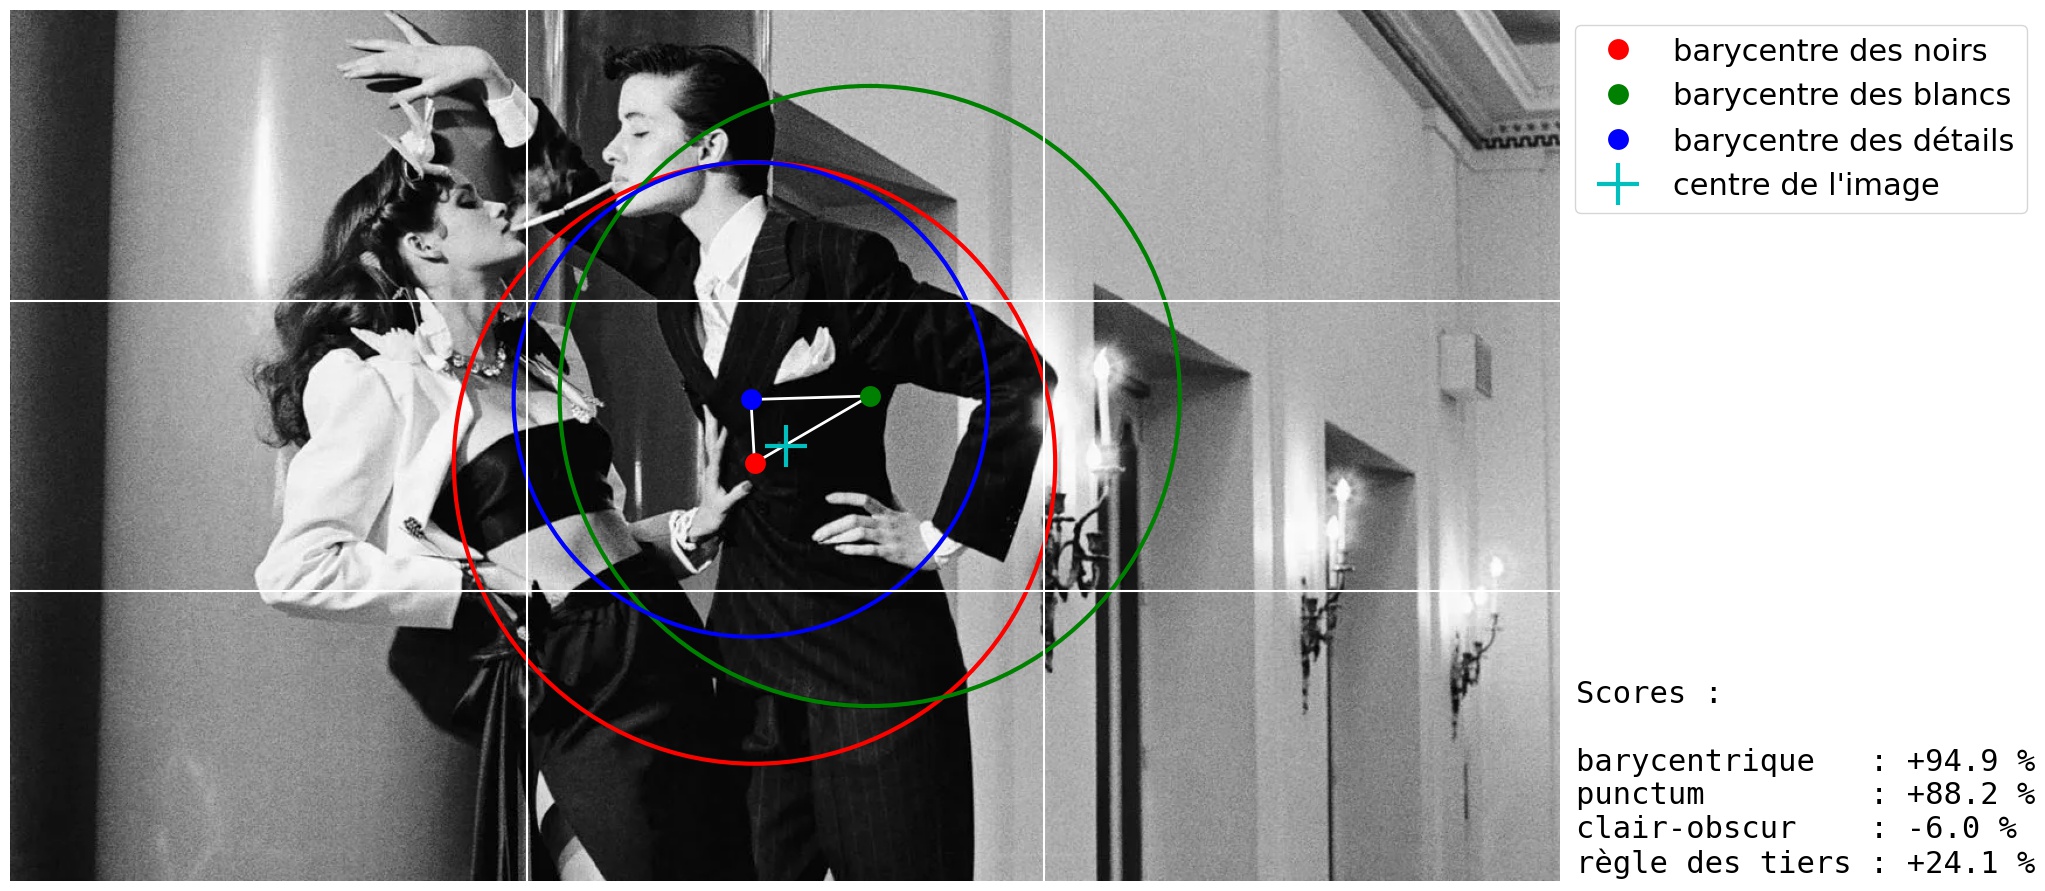 barycentre des noirs
barycentre des blancs
barycentre des détails
centre de l'image
Scores :
barycentrique : +94.9 %
punctum : +88.2 %
clair-obscur : -6.0 %
règle des tiers : +24.1 %